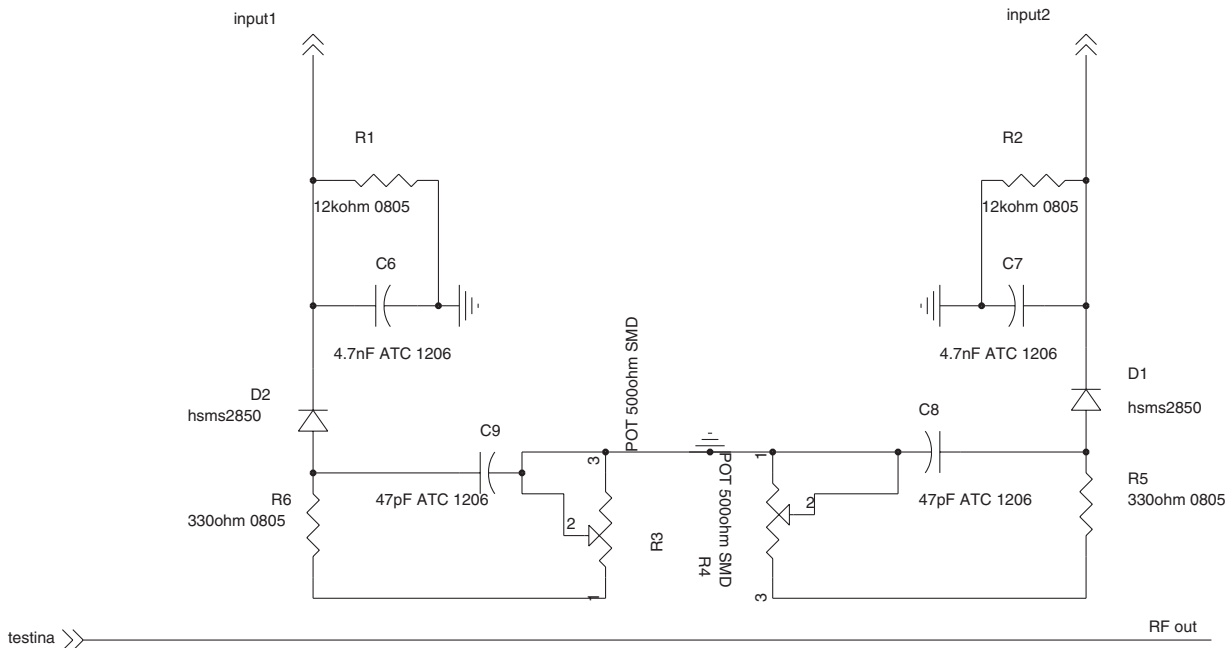 input1
input2
R1
R2
12kohm 0805
12kohm 0805
C6
C7
4.7nF ATC 1206
4.7nF ATC 1206
POT 500ohm SMD
D2
hsms2850
D1
hsms2850
C9
C8
3
1
POT 500ohm SMD
R6
330ohm 0805
47pF ATC 1206
47pF ATC 1206
R5
330ohm 0805
2
2
R3
R4
1
3
testina
RF out